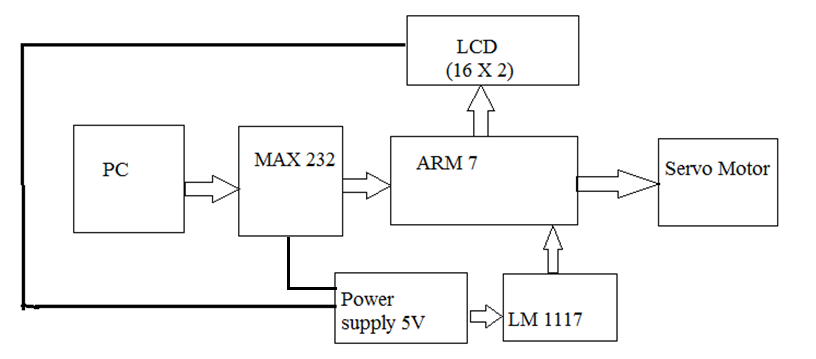 LCD
(16 X 2)
PC
MAX 232
ARM 7
Servo Motor
Power
supply 5V
LM 1117